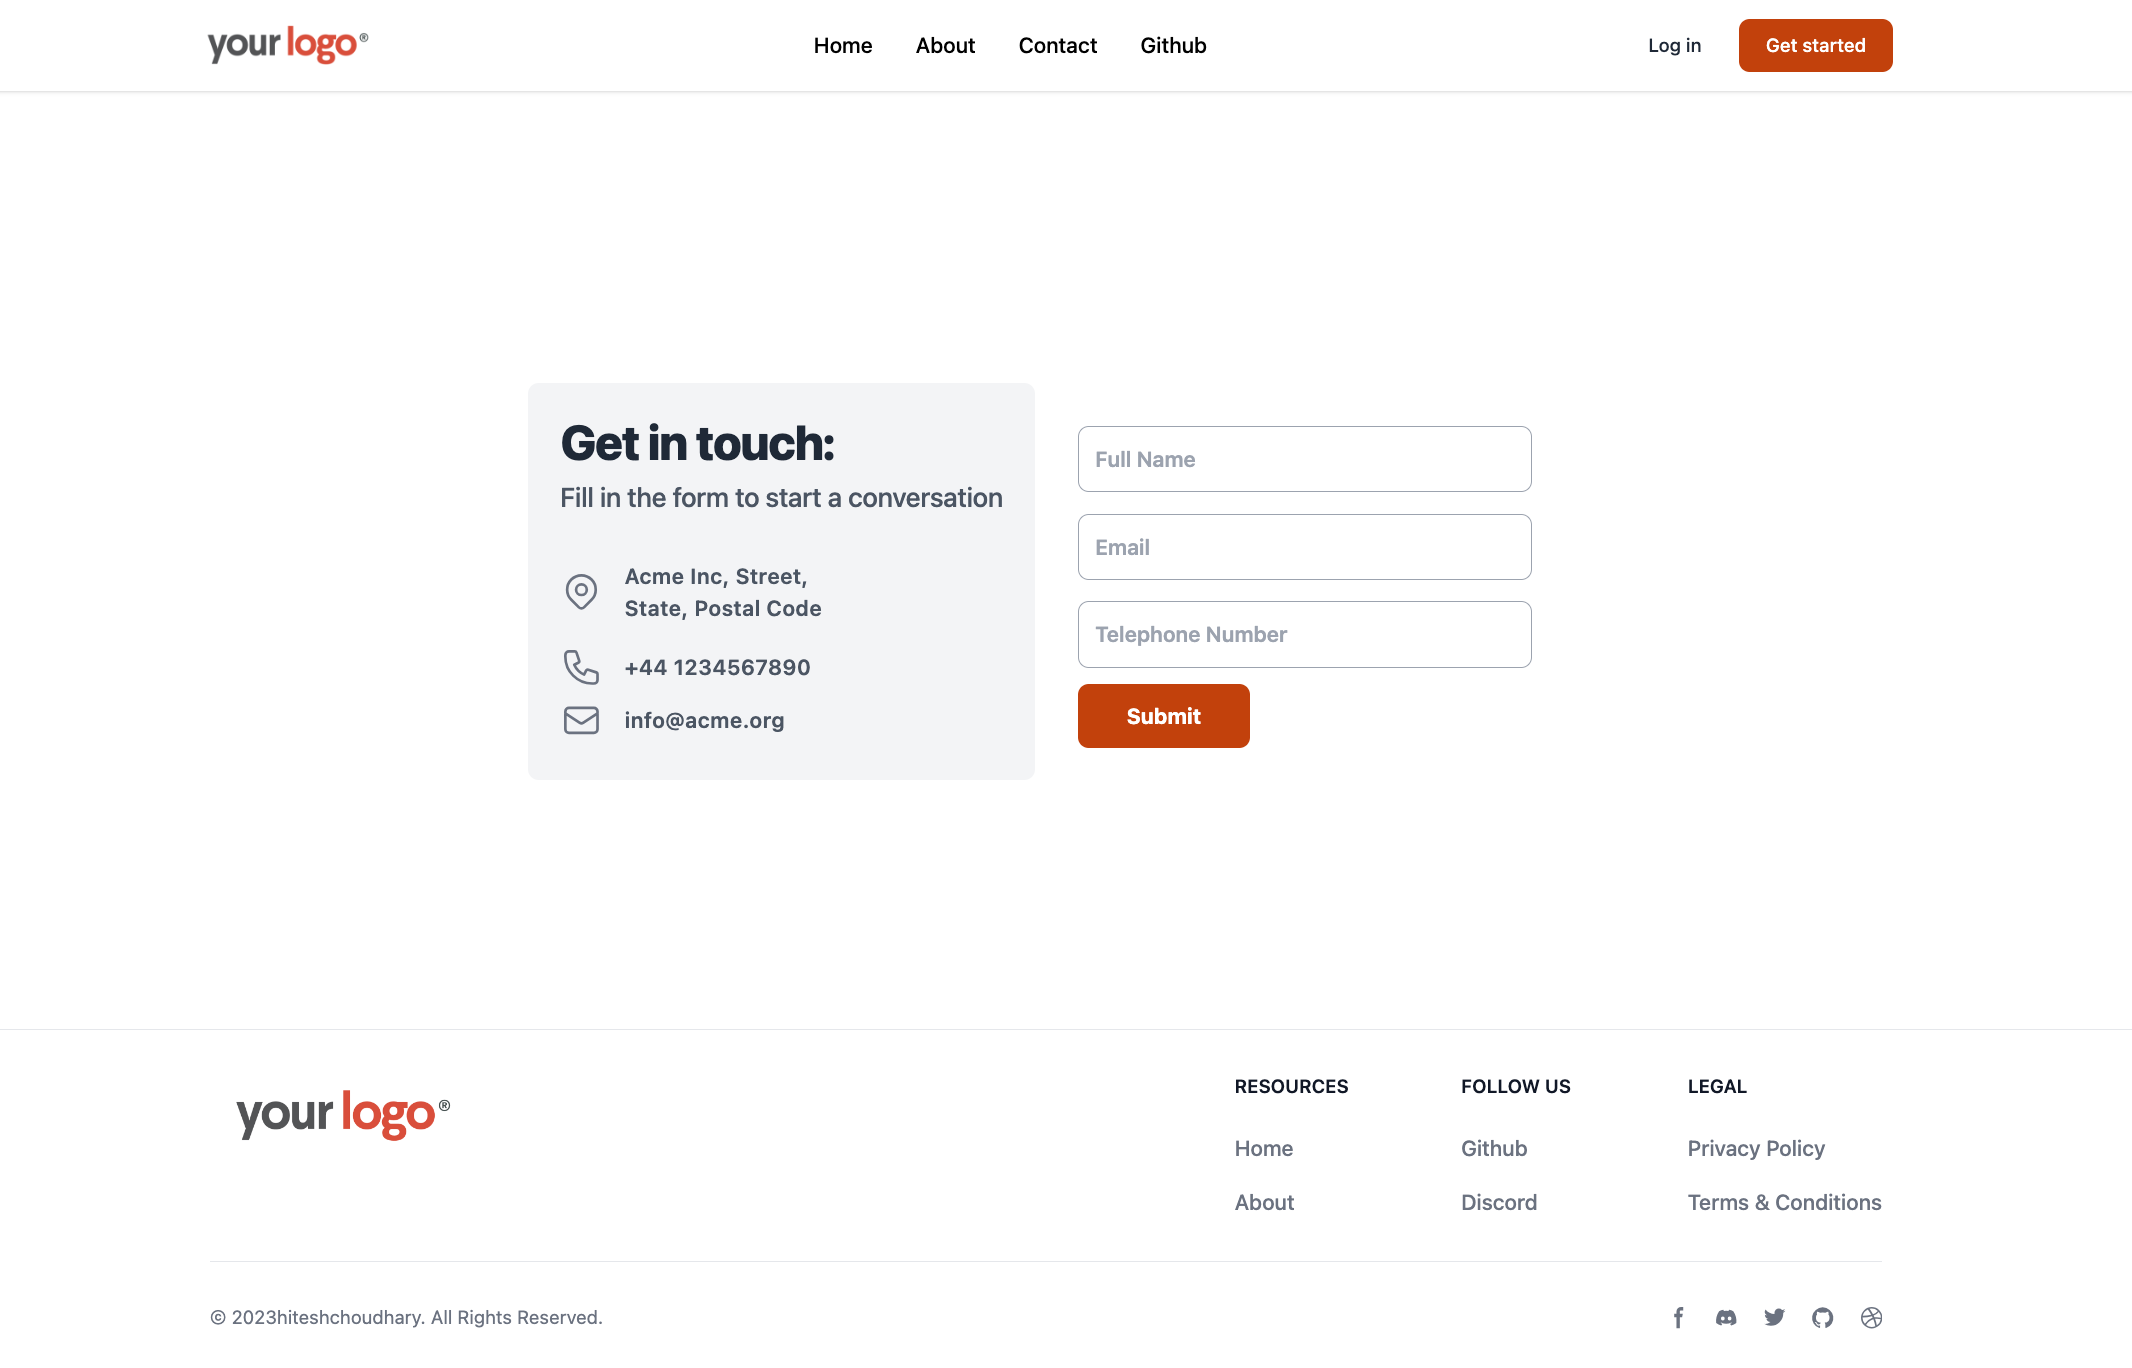 your logo®
Home About Contact Github
Log in Get started
Get in touch:
Fill in the form to start a conversation
Acme Inc, Street,
State, Postal Code
+44 1234567890
info@acme.org
Full Name
Email
Telephone Number
Submit
your logo®
RESOURCES
Home
About
FOLLOW US
Github
Discord
LEGAL
Privacy Policy
Terms & Conditions
© 2023hiteshchoudhary. All Rights Reserved.